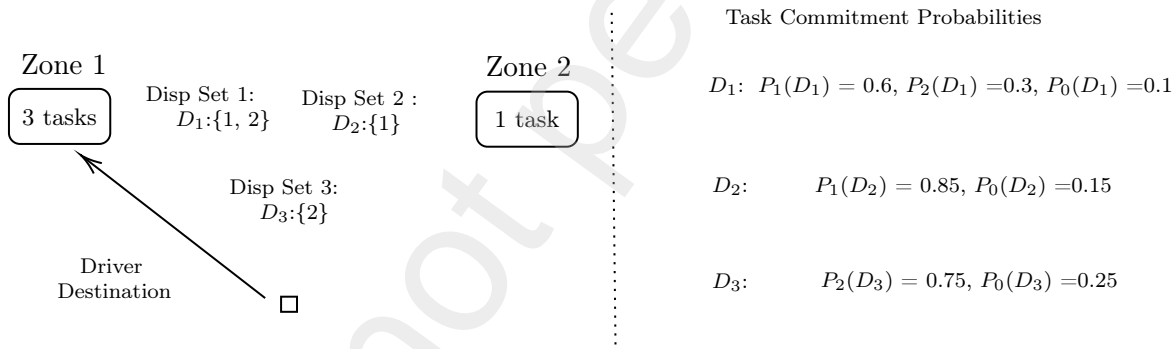 Task Commitment Probabilities
Zone 1
3 tasks
Disp Set 1:
D₁:{1, 2}
Disp Set 2 :
D₂:{1}
Zone 2
1 task
Disp Set 3:
D₃:{2}
Driver
Destination
D₁: P₁(D₁) = 0.6, P₂(D₁) =0.3, P₀(D₁) =0.1
D₂: P₁(D₂) = 0.85, P₀(D₂) =0.15
D₃: P₂(D₃) = 0.75, P₀(D₃) =0.25
not pe